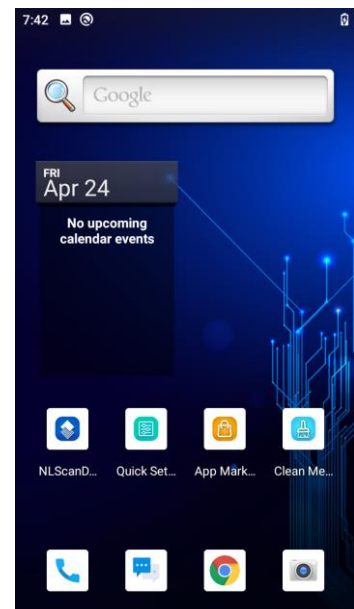 7:42
Google
FRI
Apr 24
No upcoming
calendar events
NLScanD... Quick Set... App Mark... Clean Me...